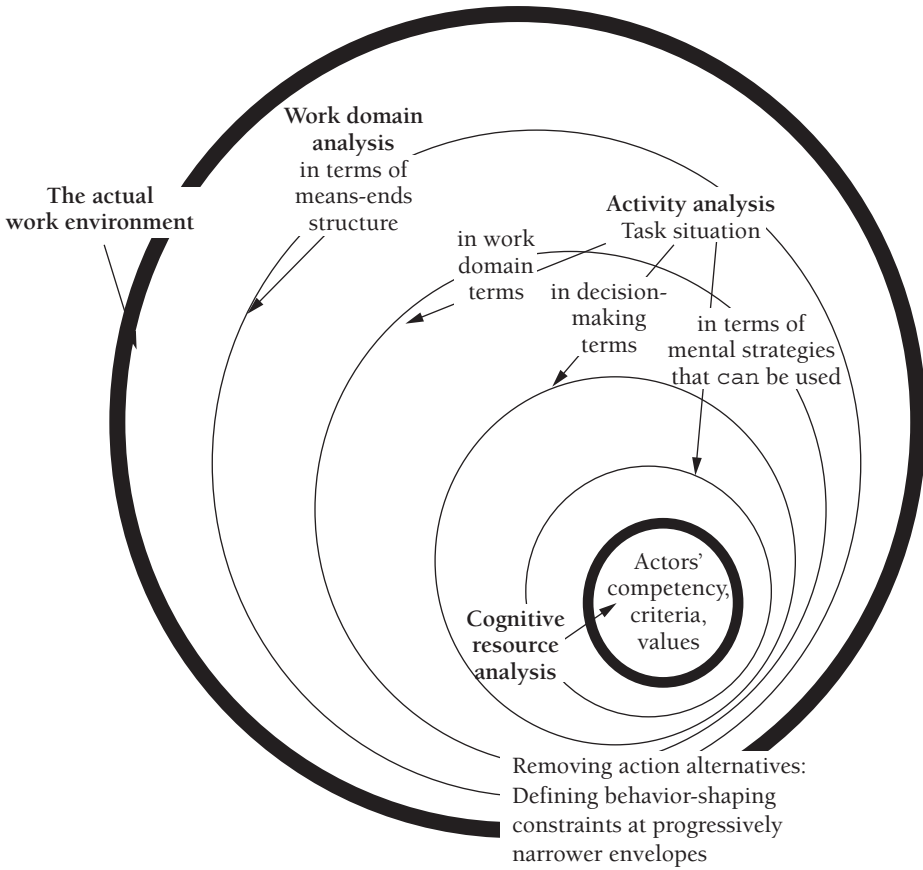 Work domain
analysis
in terms of
means-ends
structure
The actual
work environment
Activity analysis
Task situation
in work
domain
terms
in decision-
making
terms
in terms of
mental strategies
that can be used
Actors'
competency,
criteria,
values
Cognitive
resource
analysis
Removing action alternatives:
Defining behavior-shaping
constraints at progressively
narrower envelopes